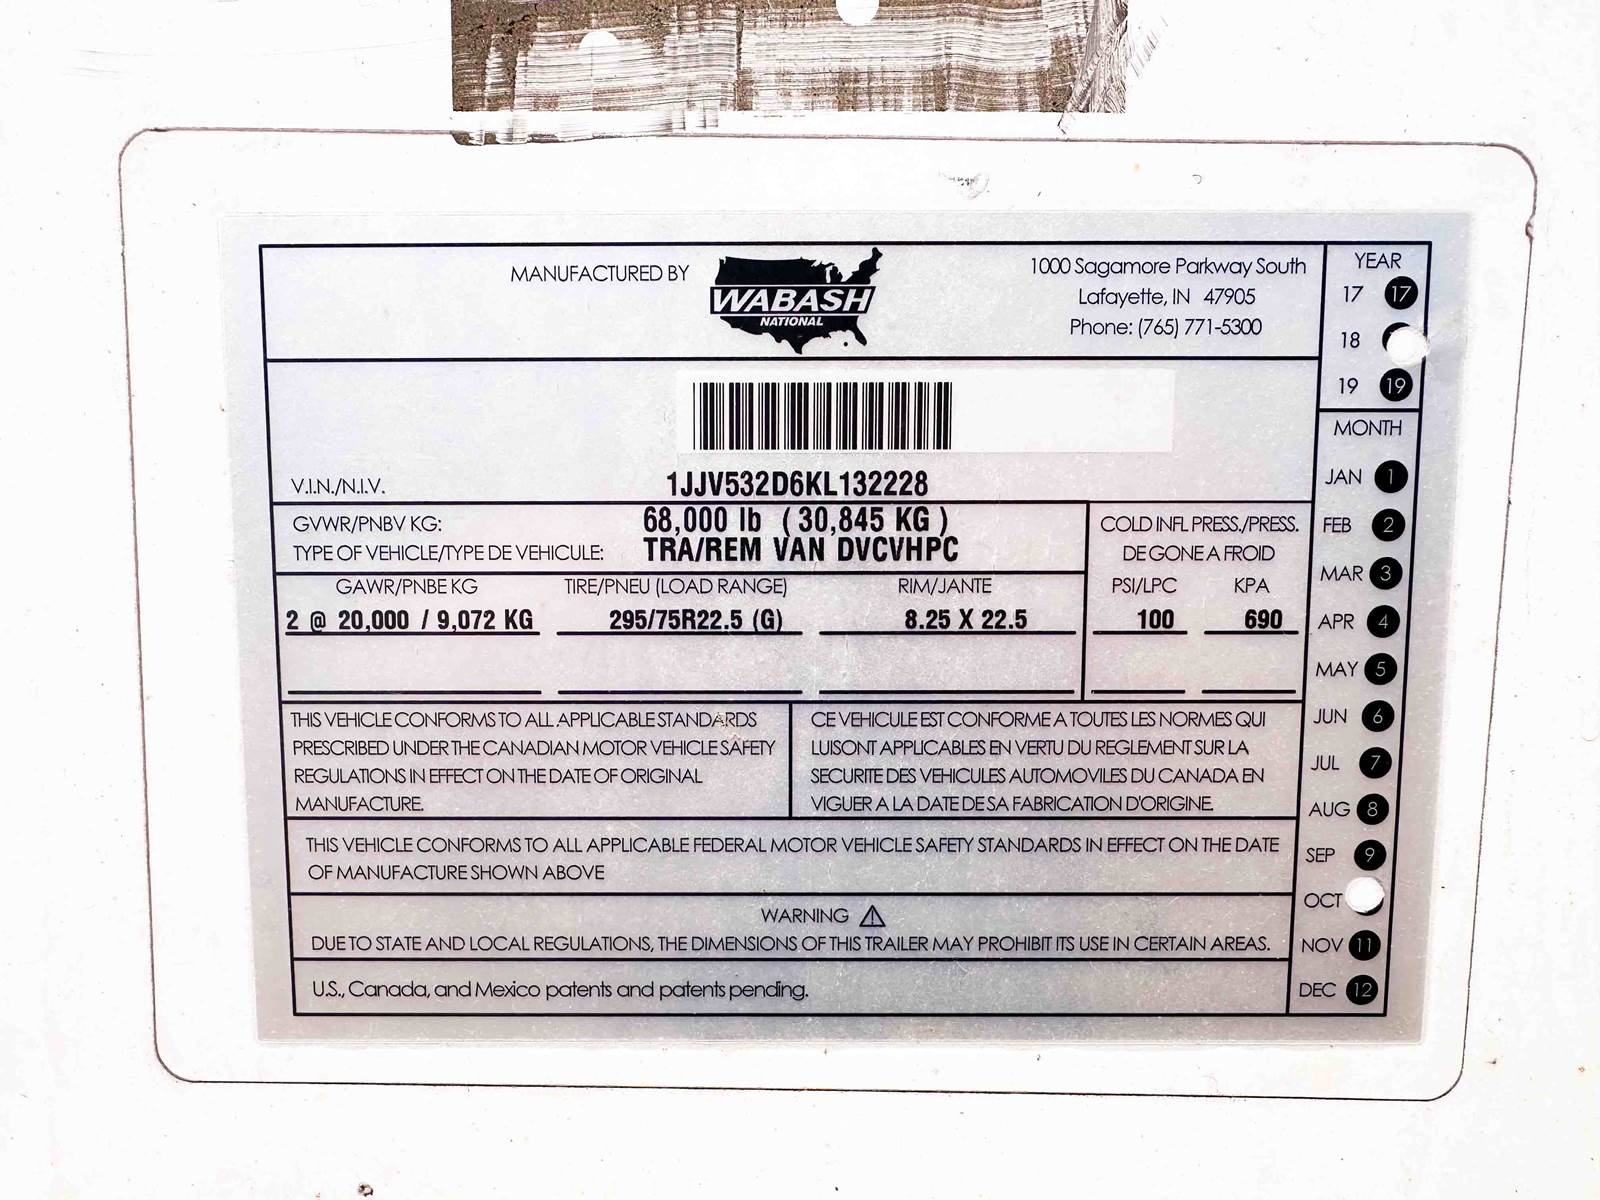 MANUFACTURED BY
WABASH
NATIONAL
1000 Sagamore Parkway South
Lafayette, IN 47905
Phone: (765) 771-5300
YEAR
17 17
18
19 19
MONTH
JAN 1
FEB 2
MAR 3
APR 4
MAY 5
JUN 6
JUL 7
AUG 8
SEP 9
OCT
NOV 11
DEC 12
V.I.N./N.I.V. 1JJV532D6KL132228
GVWR/PNBV KG: 68,000 lb ( 30,845 KG )
TYPE OF VEHICLE/TYPE DE VEHICULE: TRA/REM VAN DVCVHPC
COLD INFL PRESS./PRESS.
DE GONE A FROID
GAWR/PNBE KG TIRE/PNEU (LOAD RANGE) RIM/JANTE PSI/LPC KPA
2 @ 20,000 / 9,072 KG 295/75R22.5 (G) 8.25 X 22.5 100 690
THIS VEHICLE CONFORMS TO ALL APPLICABLE STANDARDS
PRESCRIBED UNDER THE CANADIAN MOTOR VEHICLE SAFETY
REGULATIONS IN EFFECT ON THE DATE OF ORIGINAL
MANUFACTURE.
CE VEHICULE EST CONFORME A TOUTES LES NORMES QUI
LUISONT APPLICABLES EN VERTU DU REGLEMENT SUR LA
SECURITE DES VEHICULES AUTOMOVILES DU CANADA EN
VIGUER A LA DATE DE SA FABRICATION D'ORIGINE.
THIS VEHICLE CONFORMS TO ALL APPLICABLE FEDERAL MOTOR VEHICLE SAFETY STANDARDS IN EFFECT ON THE DATE
OF MANUFACTURE SHOWN ABOVE
WARNING
DUE TO STATE AND LOCAL REGULATIONS, THE DIMENSIONS OF THIS TRAILER MAY PROHIBIT ITS USE IN CERTAIN AREAS.
U.S., Canada, and Mexico patents and patents pending.